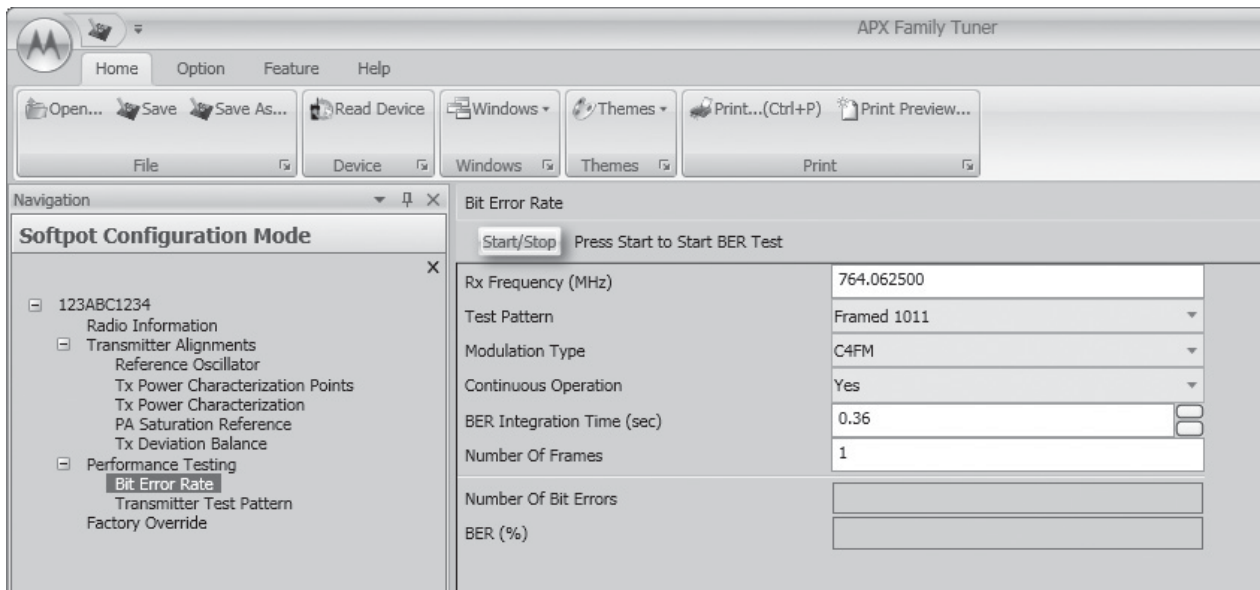 APX Family Tuner
Home Option Feature Help
Open... Save Save As... Read Device Windows Themes Print...(Ctrl+P) Print Preview...
File Device Windows Themes Print
Navigation
Softpot Configuration Mode
123ABC1234
Radio Information
Transmitter Alignments
Reference Oscillator
Tx Power Characterization Points
Tx Power Characterization
PA Saturation Reference
Tx Deviation Balance
Performance Testing
Bit Error Rate
Transmitter Test Pattern
Factory Override
Bit Error Rate
Start/Stop Press Start to Start BER Test
Rx Frequency (MHz) 764.062500
Test Pattern Framed 1011
Modulation Type C4FM
Continuous Operation Yes
BER Integration Time (sec) 0.36
Number Of Frames 1
Number Of Bit Errors
BER (%)